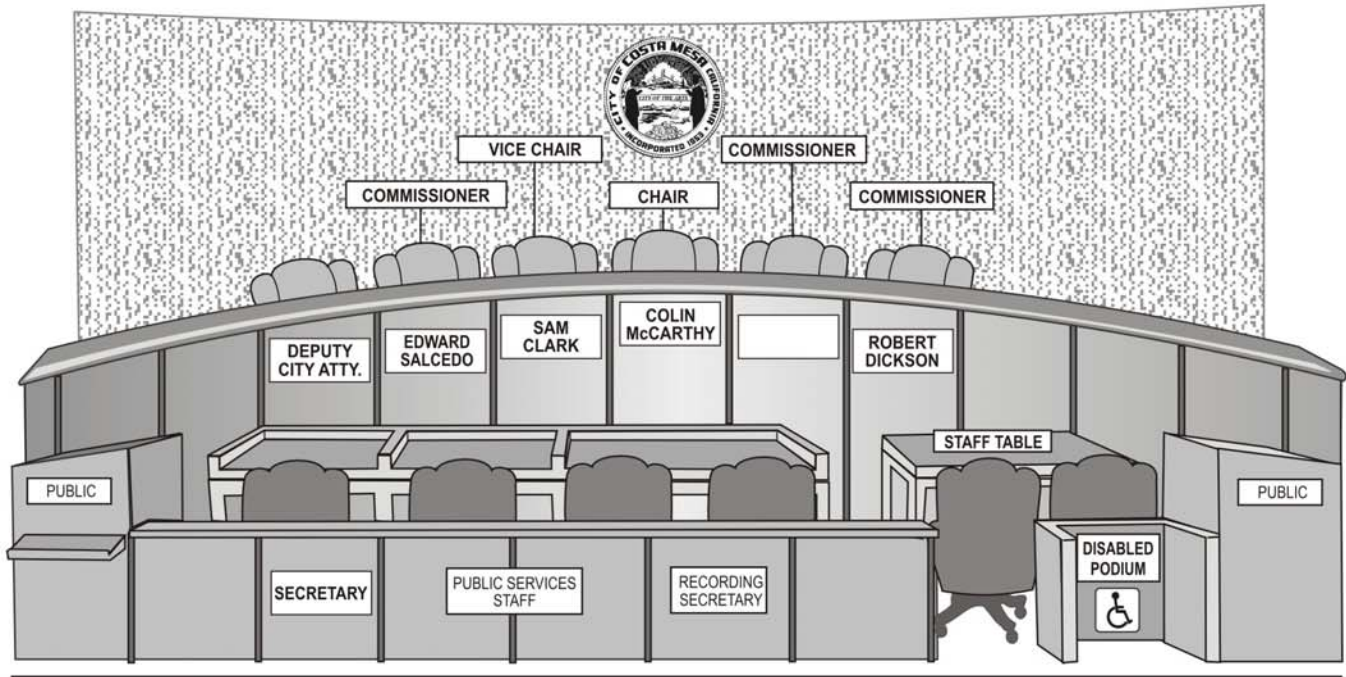 CITY OF COSTA MESA CALIFORNIA
CITY OF THE ARTS
INCORPORATED 1953
VICE CHAIR
COMMISSIONER
COMMISSIONER
CHAIR
COMMISSIONER
DEPUTY
CITY ATTY.
EDWARD
SALCEDO
SAM
CLARK
COLIN
McCARTHY
ROBERT
DICKSON
STAFF TABLE
PUBLIC
PUBLIC
SECRETARY
PUBLIC SERVICES
STAFF
RECORDING
SECRETARY
DISABLED
PODIUM